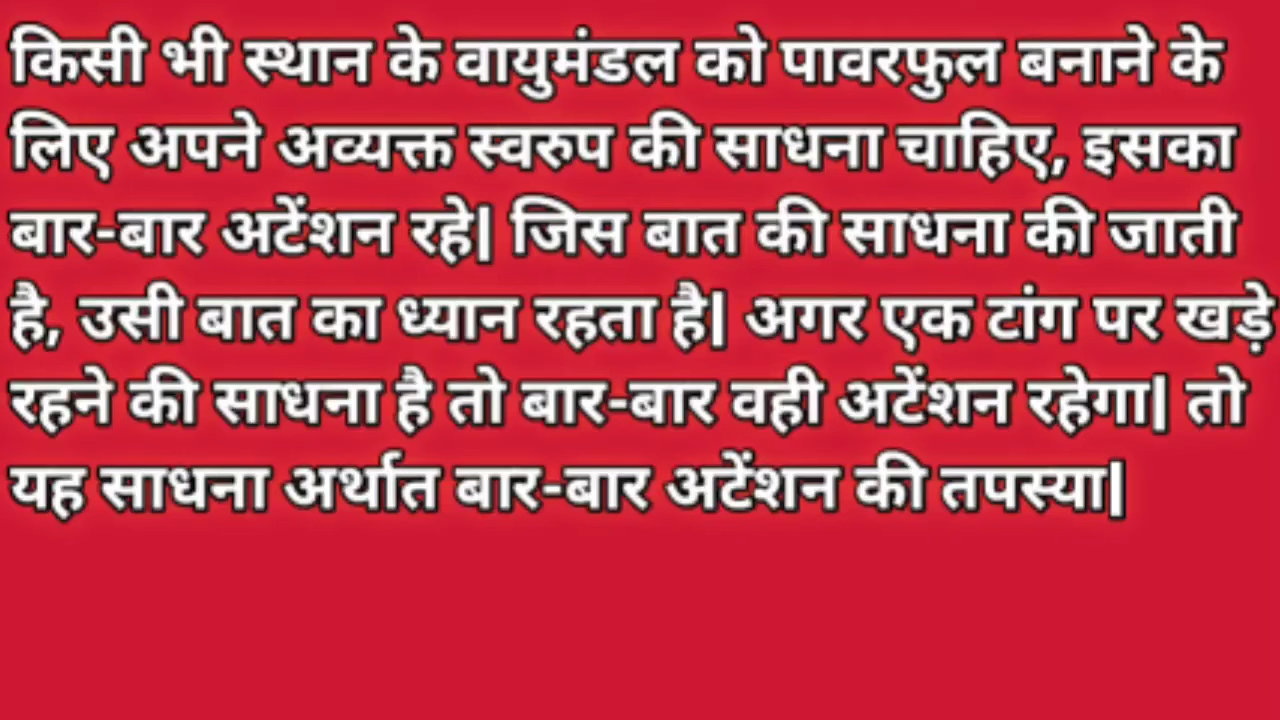 किसी भी स्थान के वायुमंडल को पावरफुल बनाने के
लिए अपने अव्यक्त स्वरुप की साधना चाहिए, इसका
बार-बार अटेंशन रहे| जिस बात की साधना की जाती
है, उसी बात का ध्यान रहता है| अगर एक टांग पर खड़े
रहने की साधना है तो बार-बार वही अटेंशन रहेगा| तो
यह साधना अर्थात बार-बार अटेंशन की तपस्या|